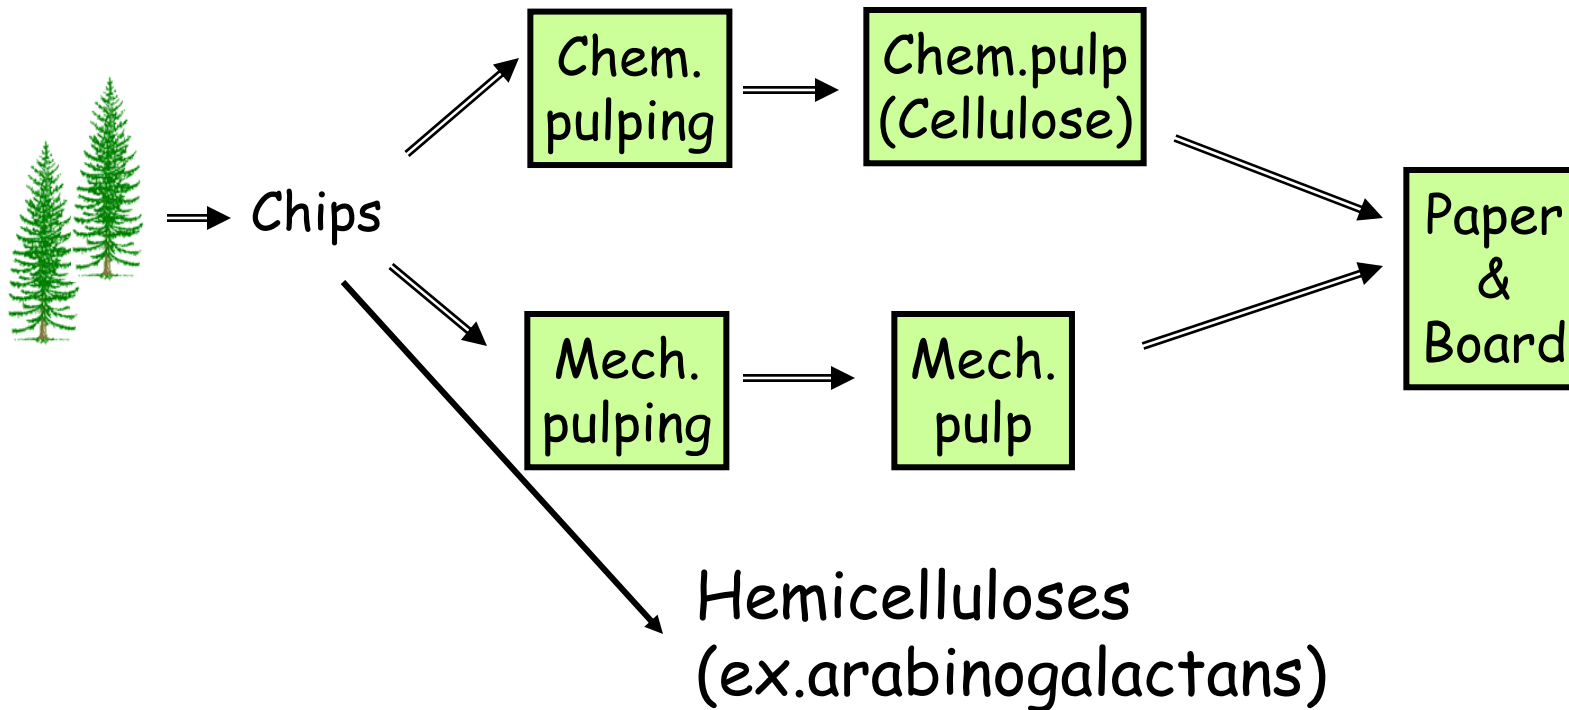 Chem.
pulping
Chem.pulp
(Cellulose)
Chips
Paper
&
Board
Mech.
pulping
Mech.
pulp
Hemicelluloses
(ex.arabinogalactans)